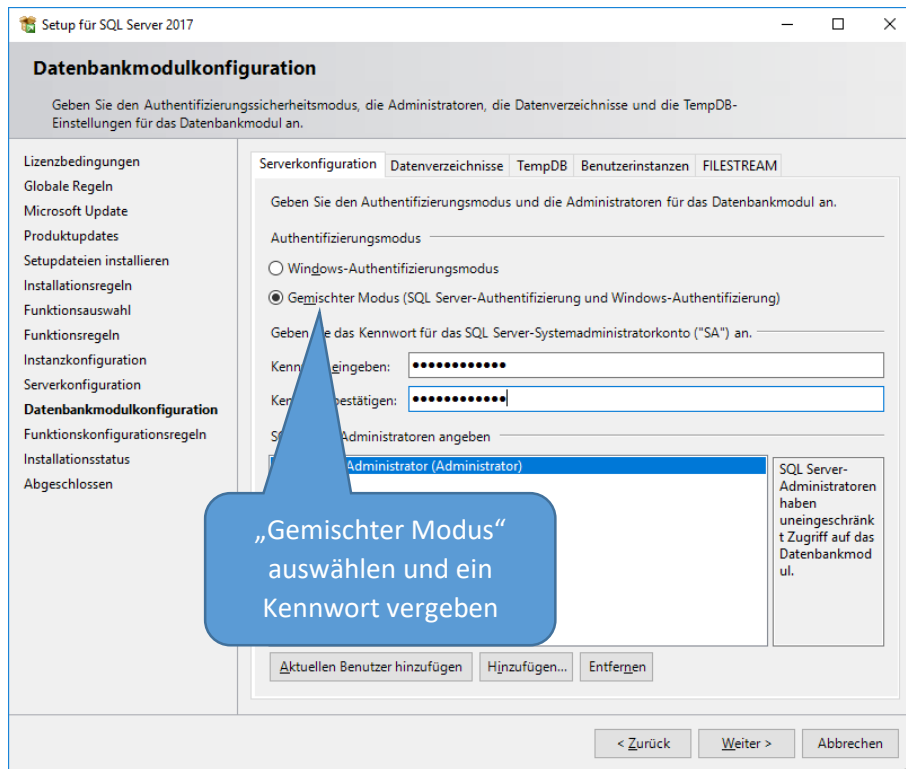 Setup für SQL Server 2017
Datenbankmodulkonfiguration
Geben Sie den Authentifizierungssicherheitsmodus, die Administratoren, die Datenverzeichnisse und die TempDB-
Einstellungen für das Datenbankmodul an.
Lizenzbedingungen
Globale Regeln
Microsoft Update
Produktupdates
Setupdateien installieren
Installationsregeln
Funktionsauswahl
Funktionsregeln
Instanzkonfiguration
Serverkonfiguration
Datenbankmodulkonfiguration
Funktionskonfigurationsregeln
Installationsstatus
Abgeschlossen
Serverkonfiguration Datenverzeichnisse TempDB Benutzerinstanzen FILESTREAM
Geben Sie den Authentifizierungsmodus und die Administratoren für das Datenbankmodul an.
Authentifizierungsmodus
Windows-Authentifizierungsmodus
Gemischter Modus (SQL Server-Authentifizierung und Windows-Authentifizierung)
Geben das Kennwort für das SQL Server-Systemadministratorkonto ("SA") an.
eingeben: ●●●●●●●●●●●●
bestätigen: ●●●●●●●●●●●●
Administratoren angeben
Administrator (Administrator)
SQL Server-
Administratoren
haben
uneingeschränk
t Zugriff auf das
Datenbankmod
ul.
„Gemischter Modus“
auswählen und ein
Kennwort vergeben
Aktuellen Benutzer hinzufügen Hinzufügen... Entfernen
< Zurück Weiter > Abbrechen